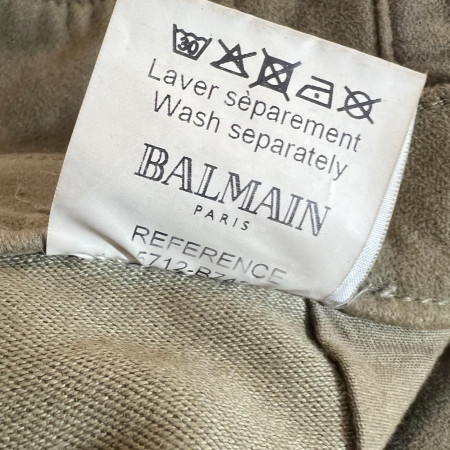 30
Laver sèparement
Wash separately
BALMAIN
PARIS
REFERENCE